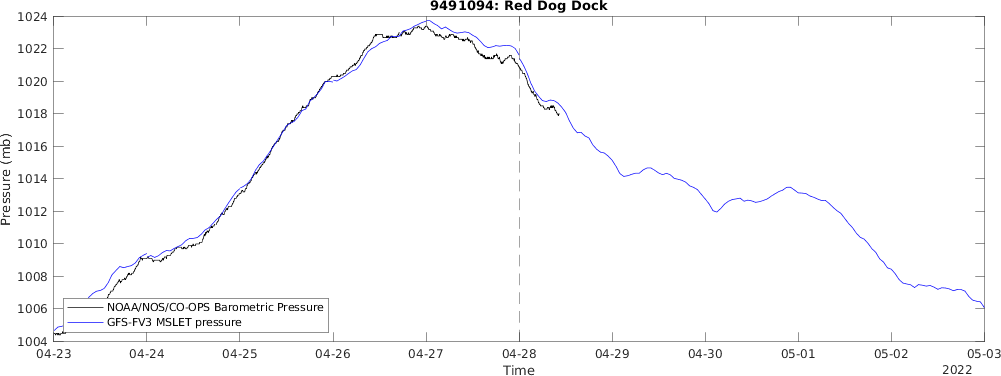 9491094: Red Dog Dock
1024
1022
1020
1018
1016
1014
1012
1010
1008
1006
1004
Pressure (mb)
NOAA/NOS/CO-OPS Barometric Pressure
GFS-FV3 MSLET pressure
04-23 04-24 04-25 04-26 04-27 04-28 04-29 04-30 05-01 05-02 05-03
Time
2022